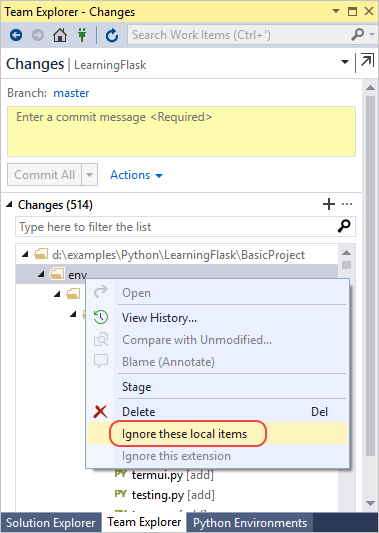 Team Explorer - Changes
Search Work Items (Ctrl+')
Changes | LearningFlask
Branch: master
Enter a commit message <Required>
Commit All
Actions
Changes (514)
Type here to filter the list
d:\examples\Python\LearningFlask\BasicProject
env
Open
View History...
Compare with Unmodified...
Blame (Annotate)
Stage
Delete Del
Ignore these local items
Ignore this extension
termui.py [add]
testing.py [add]
Solution Explorer Team Explorer Python Environments